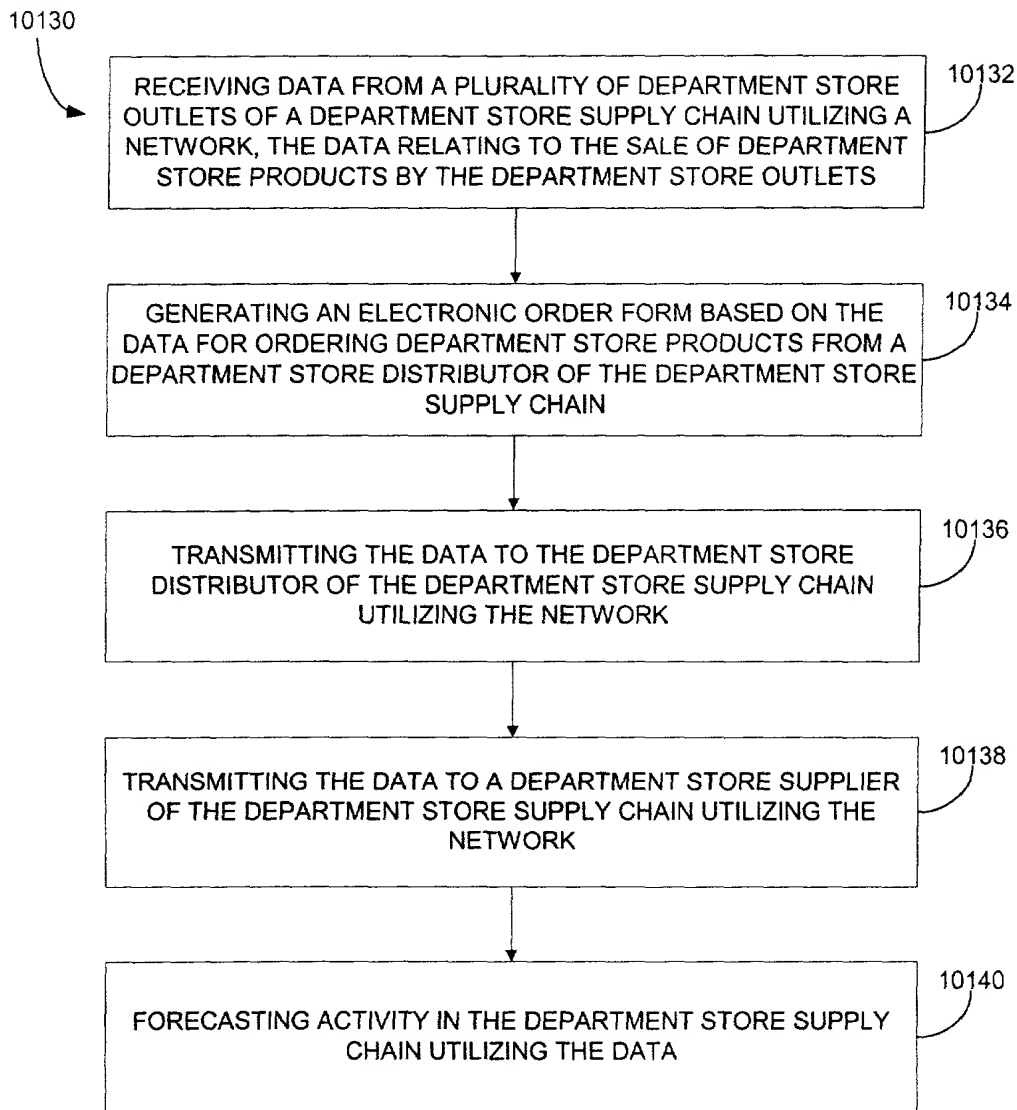 10130
RECEIVING DATA FROM A PLURALITY OF DEPARTMENT STORE
OUTLETS OF A DEPARTMENT STORE SUPPLY CHAIN UTILIZING A
NETWORK, THE DATA RELATING TO THE SALE OF DEPARTMENT
STORE PRODUCTS BY THE DEPARTMENT STORE OUTLETS
10132
GENERATING AN ELECTRONIC ORDER FORM BASED ON THE
DATA FOR ORDERING DEPARTMENT STORE PRODUCTS FROM A
DEPARTMENT STORE DISTRIBUTOR OF THE DEPARTMENT STORE
SUPPLY CHAIN
10134
TRANSMITTING THE DATA TO THE DEPARTMENT STORE
DISTRIBUTOR OF THE DEPARTMENT STORE SUPPLY CHAIN
UTILIZING THE NETWORK
10136
TRANSMITTING THE DATA TO A DEPARTMENT STORE SUPPLIER
OF THE DEPARTMENT STORE SUPPLY CHAIN UTILIZING THE
NETWORK
10138
FORECASTING ACTIVITY IN THE DEPARTMENT STORE SUPPLY
CHAIN UTILIZING THE DATA
10140